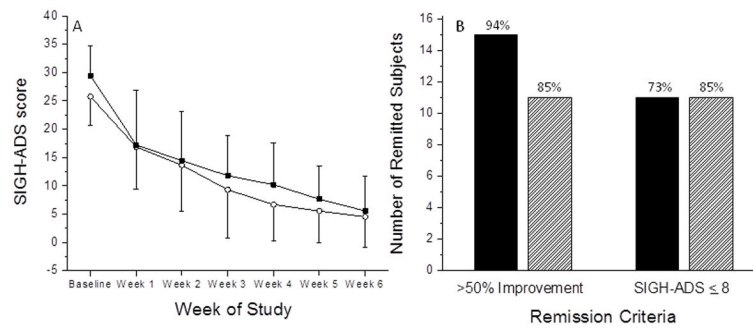 A
40
35
30
25
20
15
10
5
0
-5
SIGH-ADS score
Baseline Week 1 Week 2 Week 3 Week 4 Week 5 Week 6
Week of Study
B
16
14
12
10
8
6
4
2
0
Number of Remitted Subjects
94%
85%
73%
85%
>50% Improvement SIGH-ADS ≤ 8
Remission Criteria